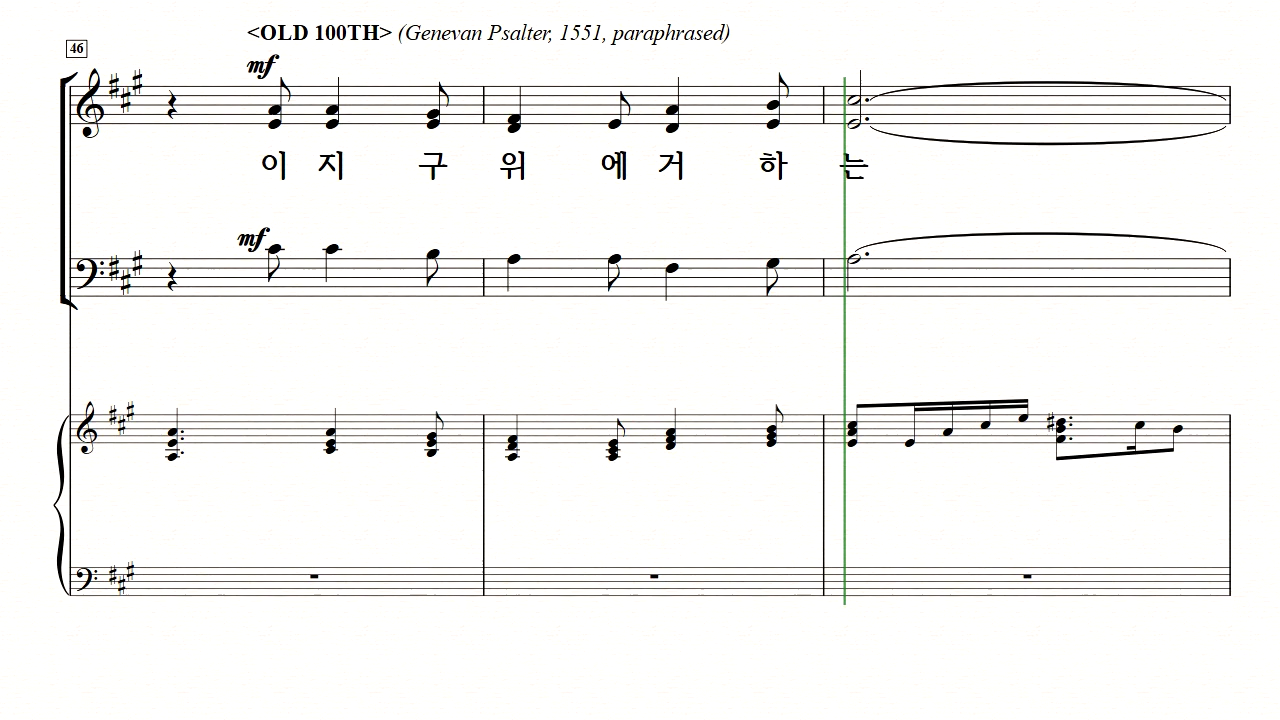 <OLD 100TH> (Genevan Psalter, 1551, paraphrased)
46
mf
이 지 구 위 에 거 하 는
mf